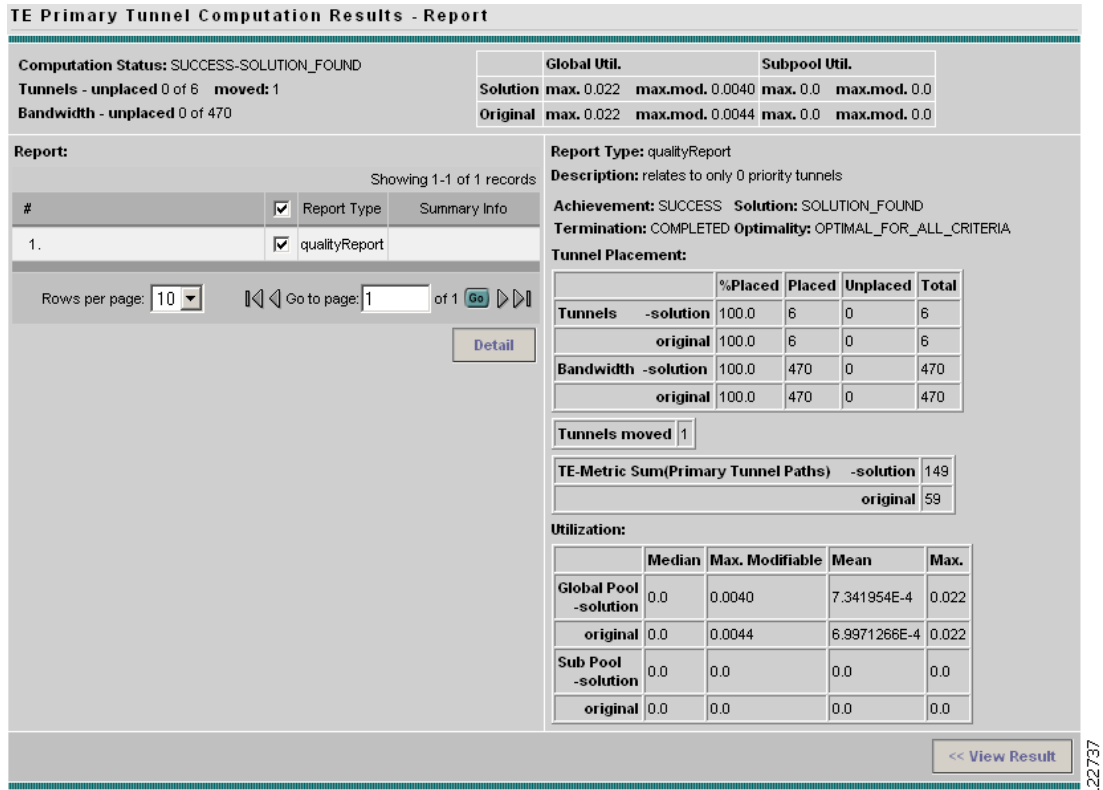 TE Primary Tunnel Computation Results - Report
Computation Status: SUCCESS-SOLUTION_FOUND
Tunnels - unplaced 0 of 6 moved: 1
Bandwidth - unplaced 0 of 470
Global Util. Subpool Util.
Solution max. 0.022 max.mod. 0.0040 max. 0.0 max.mod. 0.0
Original max. 0.022 max.mod. 0.0044 max. 0.0 max.mod. 0.0
Report:
Showing 1-1 of 1 records
# Report Type Summary Info
1. qualityReport
Rows per page: 10 Go to page: 1 of 1 Go
Detail
Report Type: qualityReport
Description: relates to only 0 priority tunnels
Achievement: SUCCESS Solution: SOLUTION_FOUND
Termination: COMPLETED Optimality: OPTIMAL_FOR_ALL_CRITERIA
Tunnel Placement:
%Placed Placed Unplaced Total
Tunnels -solution 100.0 6 0 6
original 100.0 6 0 6
Bandwidth -solution 100.0 470 0 470
original 100.0 470 0 470
Tunnels moved 1
TE-Metric Sum(Primary Tunnel Paths) -solution 149
original 59
Utilization:
Median Max. Modifiable Mean Max.
Global Pool
-solution 0.0 0.0040 7.341954E-4 0.022
original 0.0 0.0044 6.9971266E-4 0.022
Sub Pool
-solution 0.0 0.0 0.0 0.0
original 0.0 0.0 0.0 0.0
<< View Result
22737